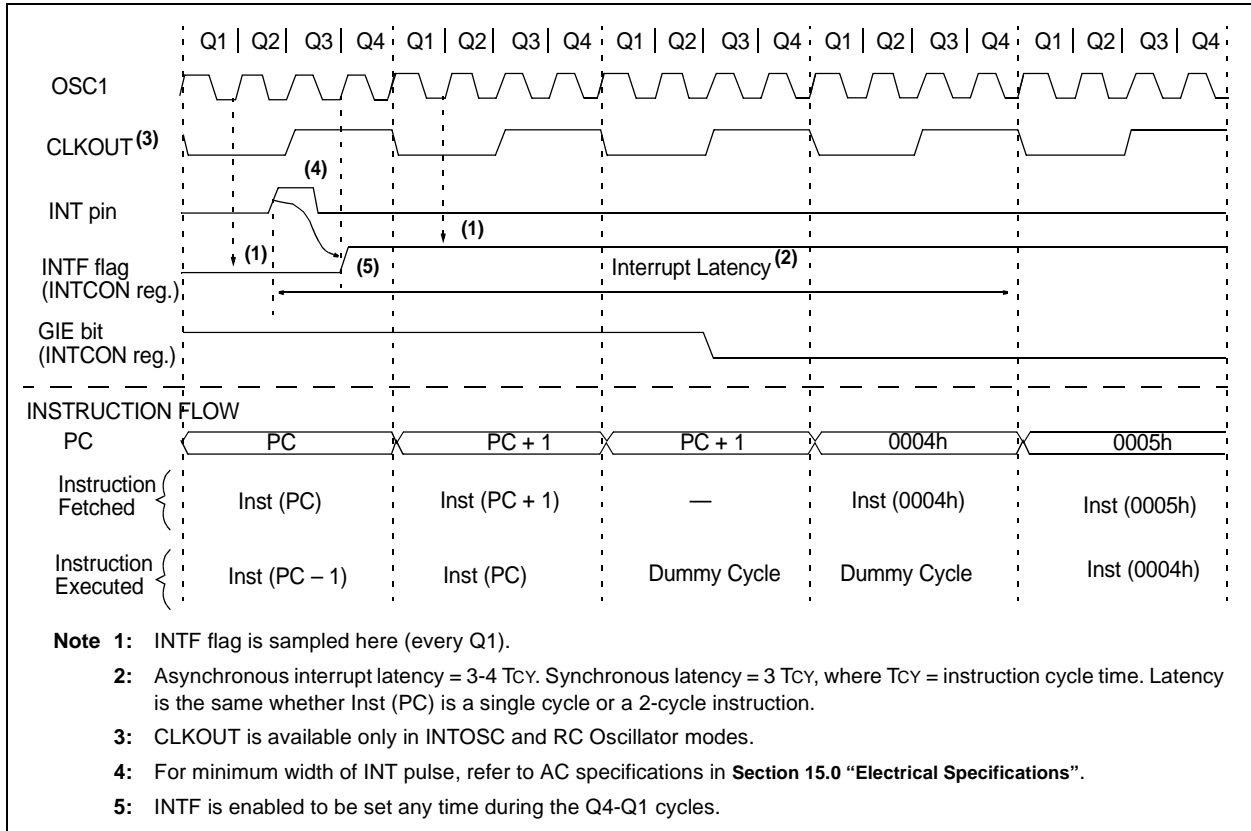 Q1 | Q2 | Q3 | Q4 Q1 | Q2 | Q3 | Q4 Q1 | Q2 | Q3 | Q4 Q1 | Q2 | Q3 | Q4 Q1 | Q2 | Q3 | Q4
OSC1
CLKOUT (3)
(4)
INT pin
(1)
(1)
INTF flag
(INTCON reg.)
(5)
Interrupt Latency (2)
GIE bit
(INTCON reg.)
INSTRUCTION FLOW
PC PC PC + 1 PC + 1 0004h 0005h
Instruction
Fetched
Inst (PC) Inst (PC + 1) — Inst (0004h) Inst (0005h)
Instruction
Executed
Inst (PC – 1) Inst (PC) Dummy Cycle Dummy Cycle Inst (0004h)
Note 1: INTF flag is sampled here (every Q1).
2: Asynchronous interrupt latency = 3-4 TCY. Synchronous latency = 3 TCY, where TCY = instruction cycle time. Latency
is the same whether Inst (PC) is a single cycle or a 2-cycle instruction.
3: CLKOUT is available only in INTOSC and RC Oscillator modes.
4: For minimum width of INT pulse, refer to AC specifications in Section 15.0 “Electrical Specifications”.
5: INTF is enabled to be set any time during the Q4-Q1 cycles.